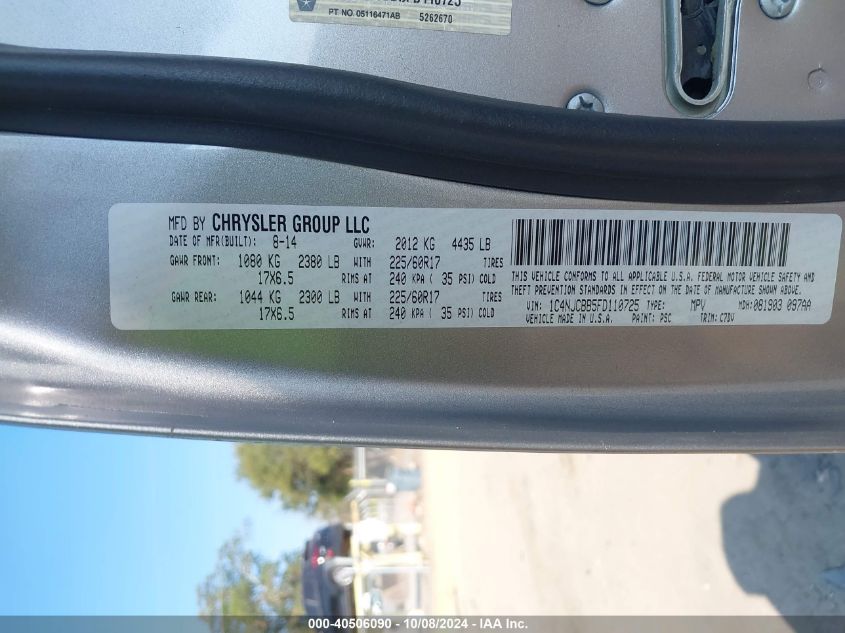 PT NO. 05116471AB 5262670
MFD BY CHRYSLER GROUP LLC
DATE OF MFR(BUILT): 8-14 GVWR: 2012 KG 4435 LB
GAWR FRONT: 1080 KG 2380 LB WITH 225/60R17 TIRES
17X6.5 RIMS AT 240 KPA ( 35 PSI) COLD
GAWR REAR: 1044 KG 2300 LB WITH 225/60R17 TIRES
17X6.5 RIMS AT 240 KPA ( 35 PSI) COLD
THIS VEHICLE CONFORMS TO ALL APPLICABLE U.S.A. FEDERAL MOTOR VEHICLE SAFETY AND
THEFT PREVENTION STANDARDS IN EFFECT ON THE DATE OF MANUFACTURE SHOWN ABOVE.
VIN: 1C4NJCBB5FD110725 TYPE: MPV MDH:081903 097AA
VEHICLE MADE IN U.S.A. PAINT: PSC TRIM: C7DV
000-40506090 - 10/08/2024 - IAA Inc.